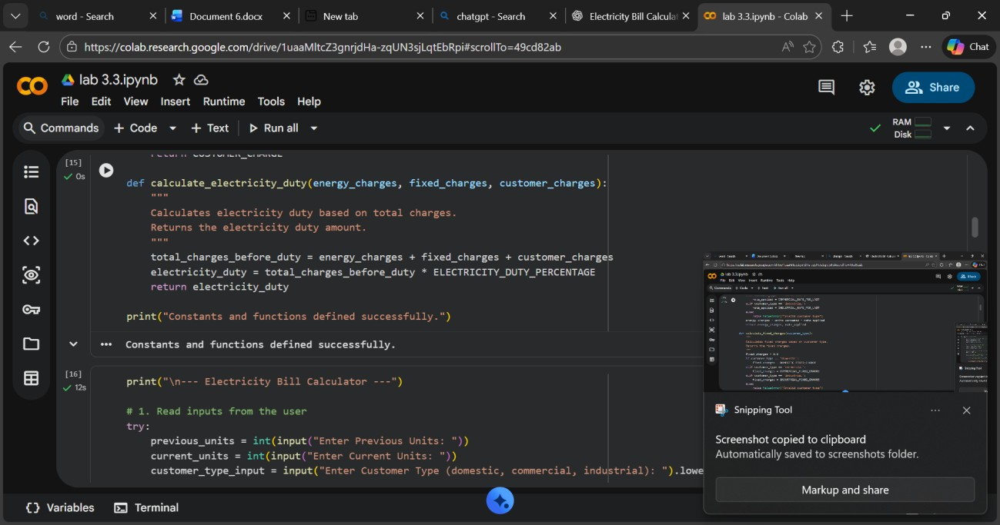 word - Search
Document 6.docx
New tab
chatgpt - Search
Electricity Bill Calcula
lab 3.3.ipynb - Colab
https://colab.research.google.com/drive/1uaaMltcZ3gnrjdHa-zqUN3sjLqtEbRpi#scrollTo=49cd82ab
Chat
lab 3.3.ipynb
File Edit View Insert Runtime Tools Help
Share
Commands + Code + Text Run all
RAM
Disk
[15]
0s
return CUSTOMER_CHARGE
def calculate_electricity_duty(energy_charges, fixed_charges, customer_charges):
"""
Calculates electricity duty based on total charges.
Returns the electricity duty amount.
"""
total_charges_before_duty = energy_charges + fixed_charges + customer_charges
electricity_duty = total_charges_before_duty * ELECTRICITY_DUTY_PERCENTAGE
return electricity_duty
print("Constants and functions defined successfully.")
Constants and functions defined successfully.
[16]
12s
print("\n--- Electricity Bill Calculator ---")
# 1. Read inputs from the user
try:
previous_units = int(input("Enter Previous Units: "))
current_units = int(input("Enter Current Units: "))
customer_type_input = input("Enter Customer Type (domestic, commercial, industrial): ").lowe
Snipping Tool
Screenshot copied to clipboard
Automatically saved to screenshots folder.
Markup and share
Variables
Terminal